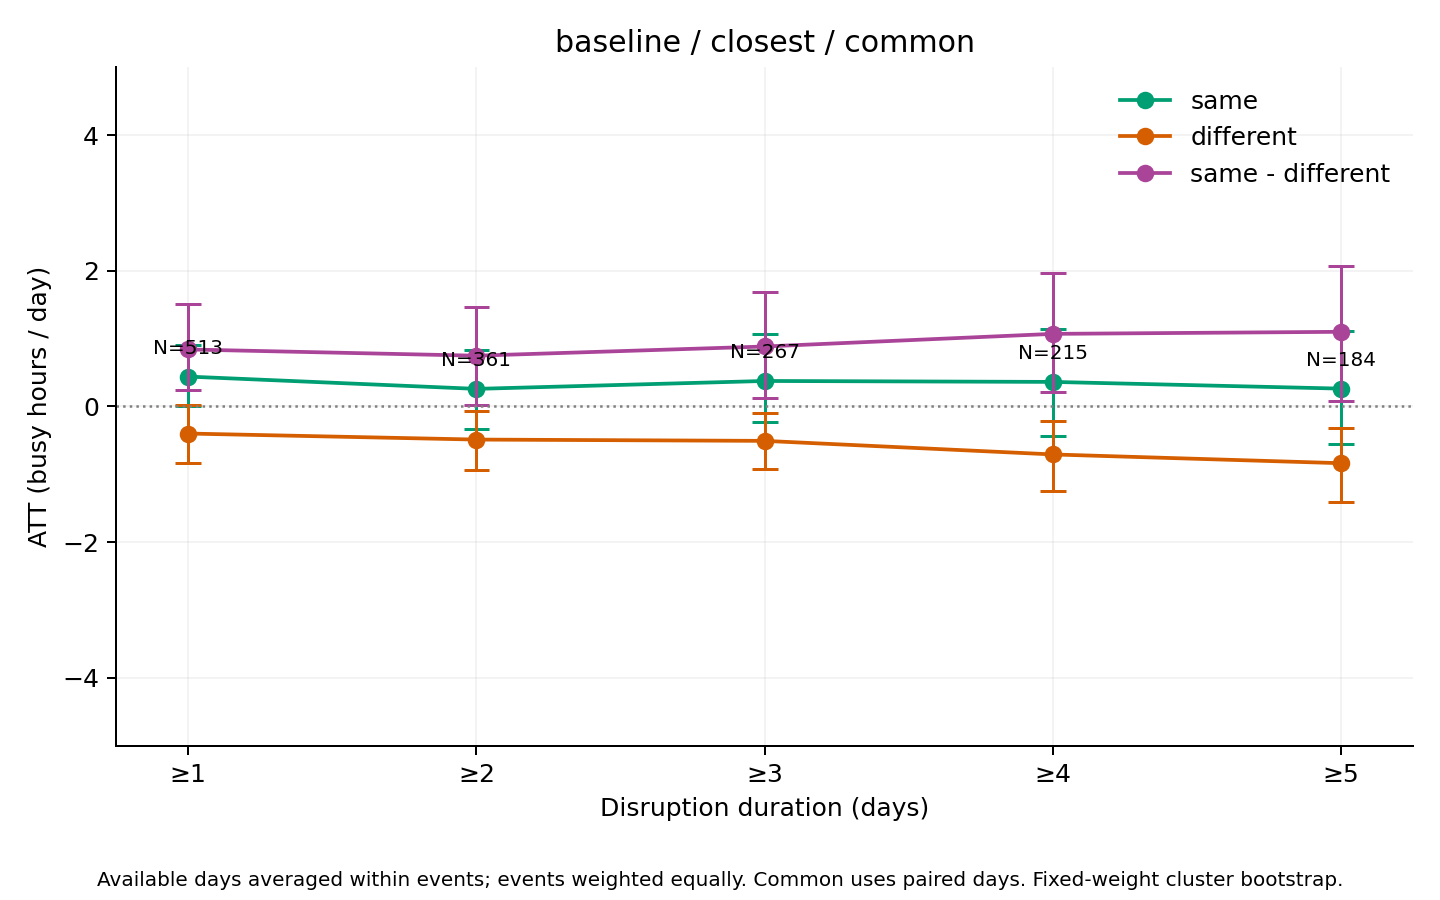 baseline / closest / common
same
different
same - different
ATT (busy hours / day)
4
2
0
−2
−4
N=513
N=361
N=267
N=215
N=184
≥1
≥2
≥3
≥4
≥5
Disruption duration (days)
Available days averaged within events; events weighted equally. Common uses paired days. Fixed-weight cluster bootstrap.